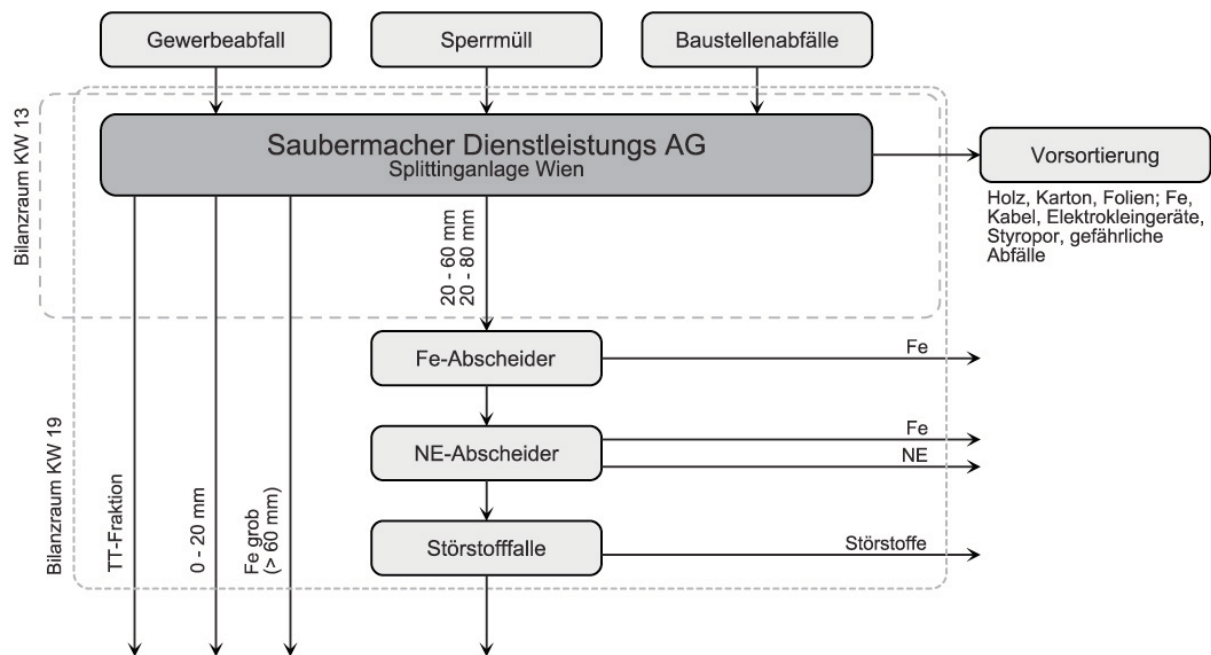 Gewerbeabfall
Sperrmüll
Baustellenabfälle
Bilanzraum KW 13
Saubermacher Dienstleistungs AG
Splittinganlage Wien
Vorsortierung
Holz, Karton, Folien; Fe,
Kabel, Elektrokleingeräte,
Styropor, gefährliche
Abfälle
20 - 60 mm
20 - 80 mm
Fe-Abscheider
Fe
Bilanzraum KW 19
NE-Abscheider
Fe
NE
TT-Fraktion
0 - 20 mm
Fe grob
(> 60 mm)
Störstofffalle
Störstoffe